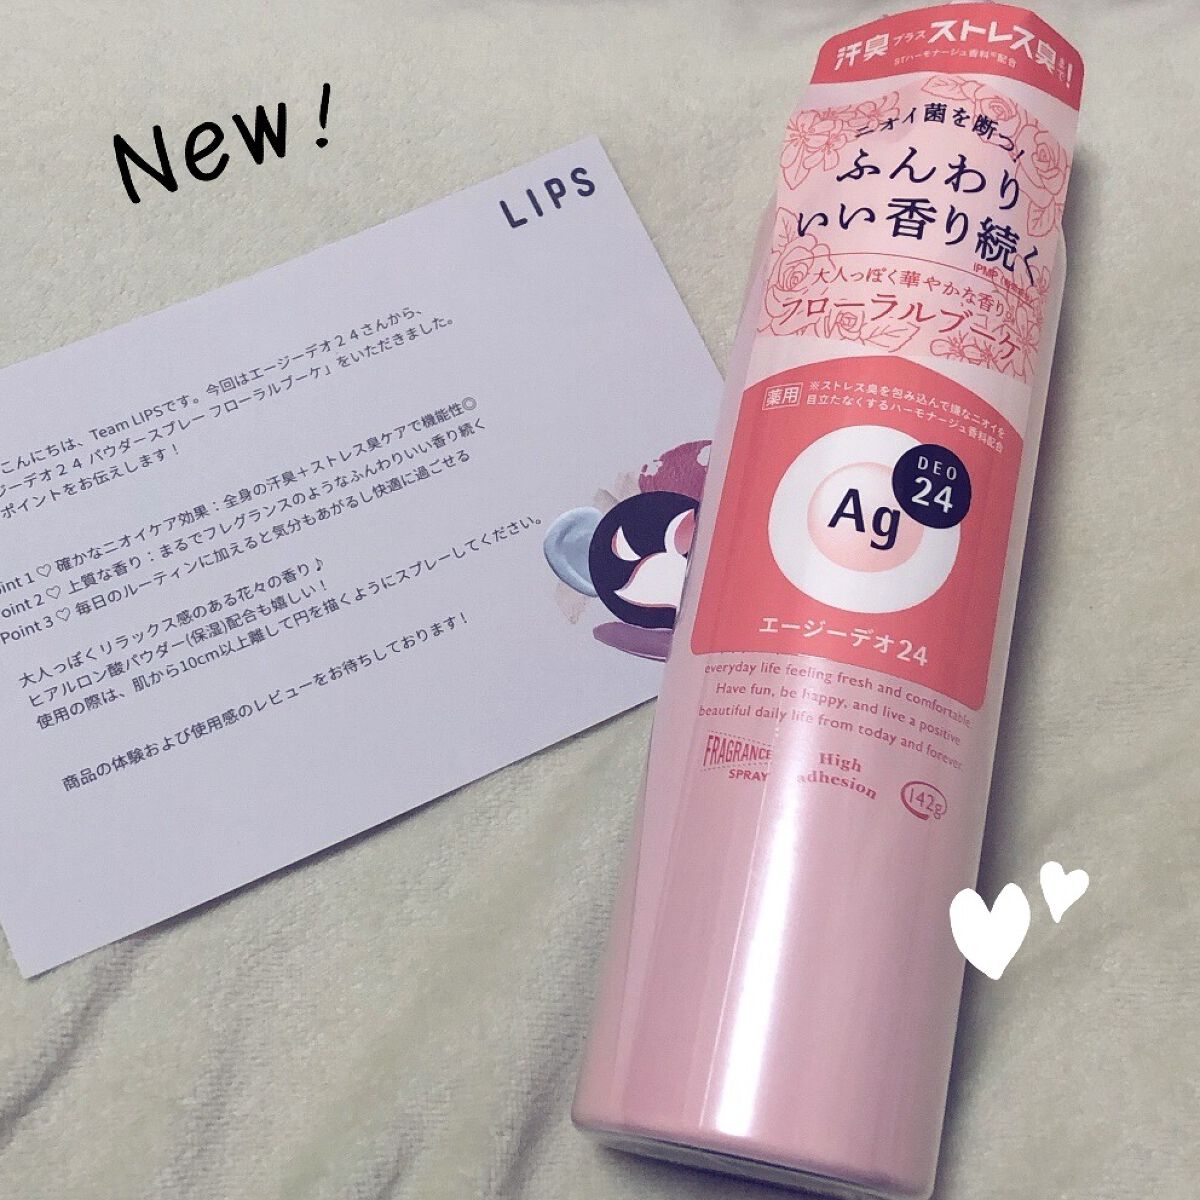 New!
LIPS
こんにちは、Team LIPSです。今回はエージーデオ24さんから、
ジーデオ24 パウダースプレー フローラルブーケ」をいただきました。
ポイントをお伝えします！
oint 1♡ 確かなニオイケア効果：全身の汗臭＋ストレス臭ケアで機能性◎
Point 2♡ 上質な香り：まるでフレグランスのようなふんわりいい香り続く
Point 3♡ 毎日のルーティンに加えると気分もあがるし快適に過ごせる
大人っぽくリラックス感のある花々の香り♪
ヒアルロン酸パウダー(保湿)配合も嬉しい！
使用の際は、肌から10cm以上離して円を描くようにスプレーしてください。
商品の体験および使用感のレビューをお待ちしております！
汗臭プラスストレス臭まで!
STハーモナージュ香料※配合
ニオイ菌を断つ!
ふんわり
いい香り続く
IPMP
大人っぽく華やかな香りの
フローラルブーケ
薬用
※ストレス臭を包み込んで嫌なニオイを
目立たなくするハーモナージュ香料配合
DEO
24
Ag
エージーデオ24
everyday life feeling fresh and comfortable.
Have fun, be happy, and live a positive
beautiful daily life from today and forever.
FRAGRANCE
SPRAY
High
adhesion
142g